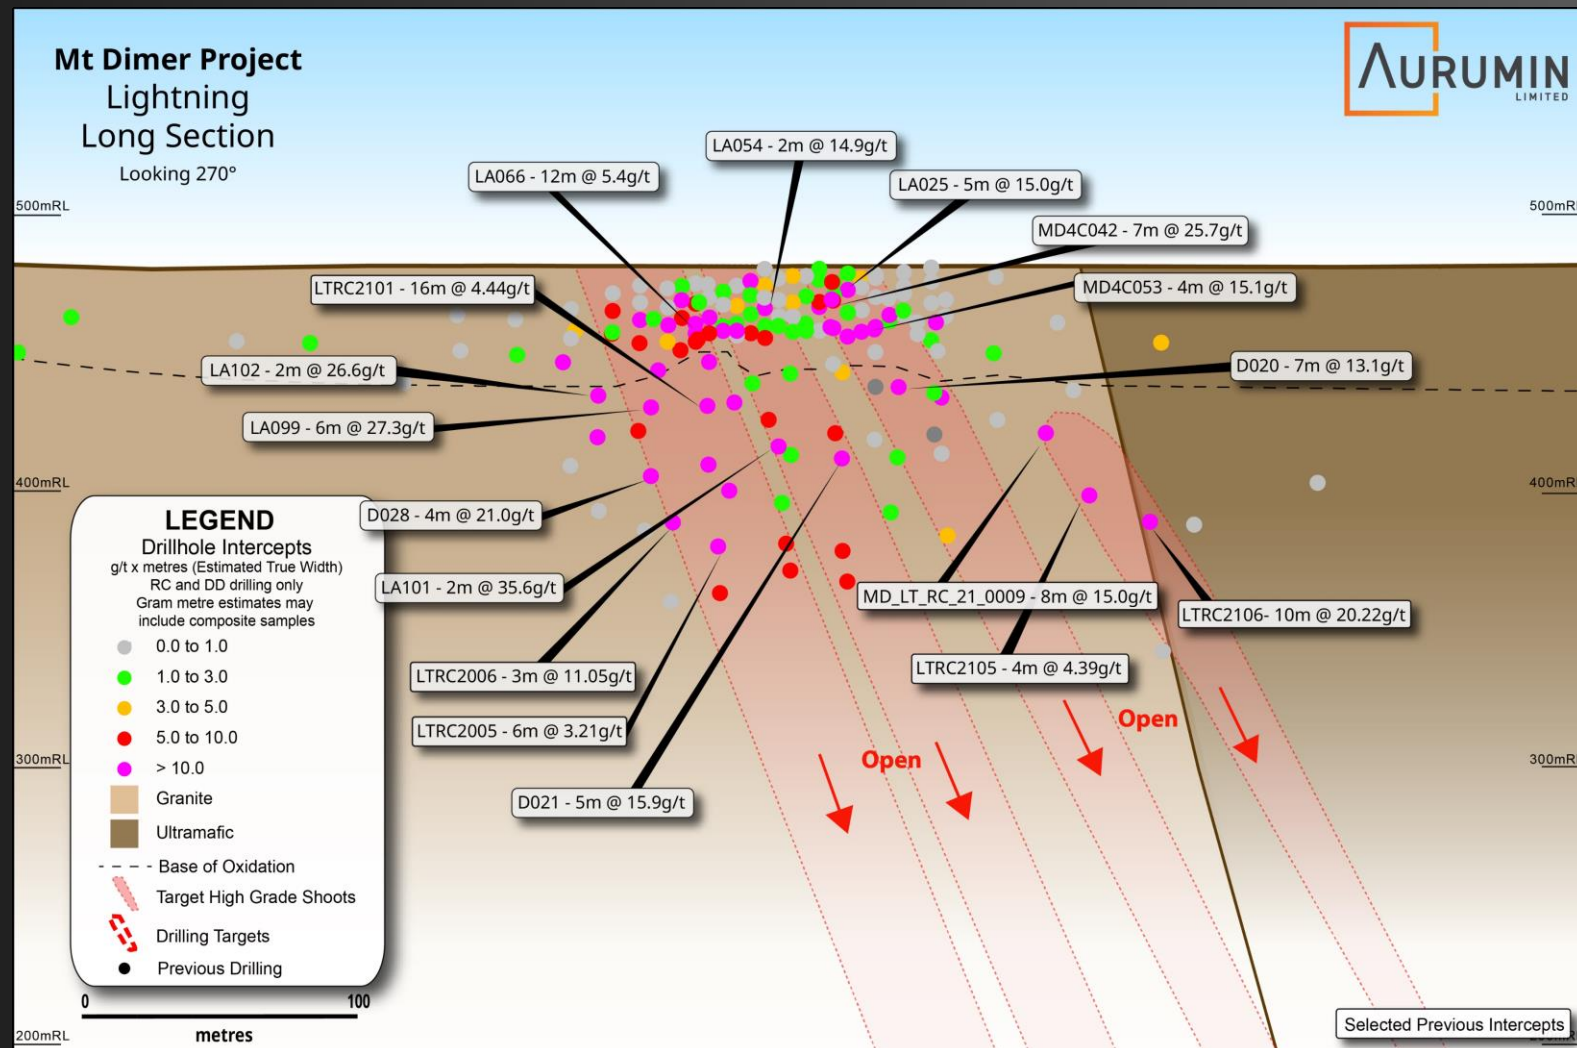 Mt Dimer Project
Lightning
Long Section
Looking 270°
AURUMIN
LIMITED
500mRL
500mRL
LA054 - 2m @ 14.9g/t
LA066 - 12m @ 5.4g/t
LA025 - 5m @ 15.0g/t
MD4C042 - 7m @ 25.7g/t
LTRC2101 - 16m @ 4.44g/t
MD4C053 - 4m @ 15.1g/t
LA102 - 2m @ 26.6g/t
D020 - 7m @ 13.1g/t
LA099 - 6m @ 27.3g/t
400mRL
400mRL
D028 - 4m @ 21.0g/t
LA101 - 2m @ 35.6g/t
MD_LT_RC_21_0009 - 8m @ 15.0g/t
LTRC2106- 10m @ 20.22g/t
LTRC2006 - 3m @ 11.05g/t
LTRC2105 - 4m @ 4.39g/t
LTRC2005 - 6m @ 3.21g/t
Open
Open
D021 - 5m @ 15.9g/t
300mRL
300mRL
LEGEND
Drillhole Intercepts
g/t x metres (Estimated True Width)
RC and DD drilling only
Gram metre estimates may
include composite samples
0.0 to 1.0
1.0 to 3.0
3.0 to 5.0
5.0 to 10.0
> 10.0
Granite
Ultramafic
Base of Oxidation
Target High Grade Shoots
Drilling Targets
Previous Drilling
0 100
metres
200mRL
Selected Previous Intercepts